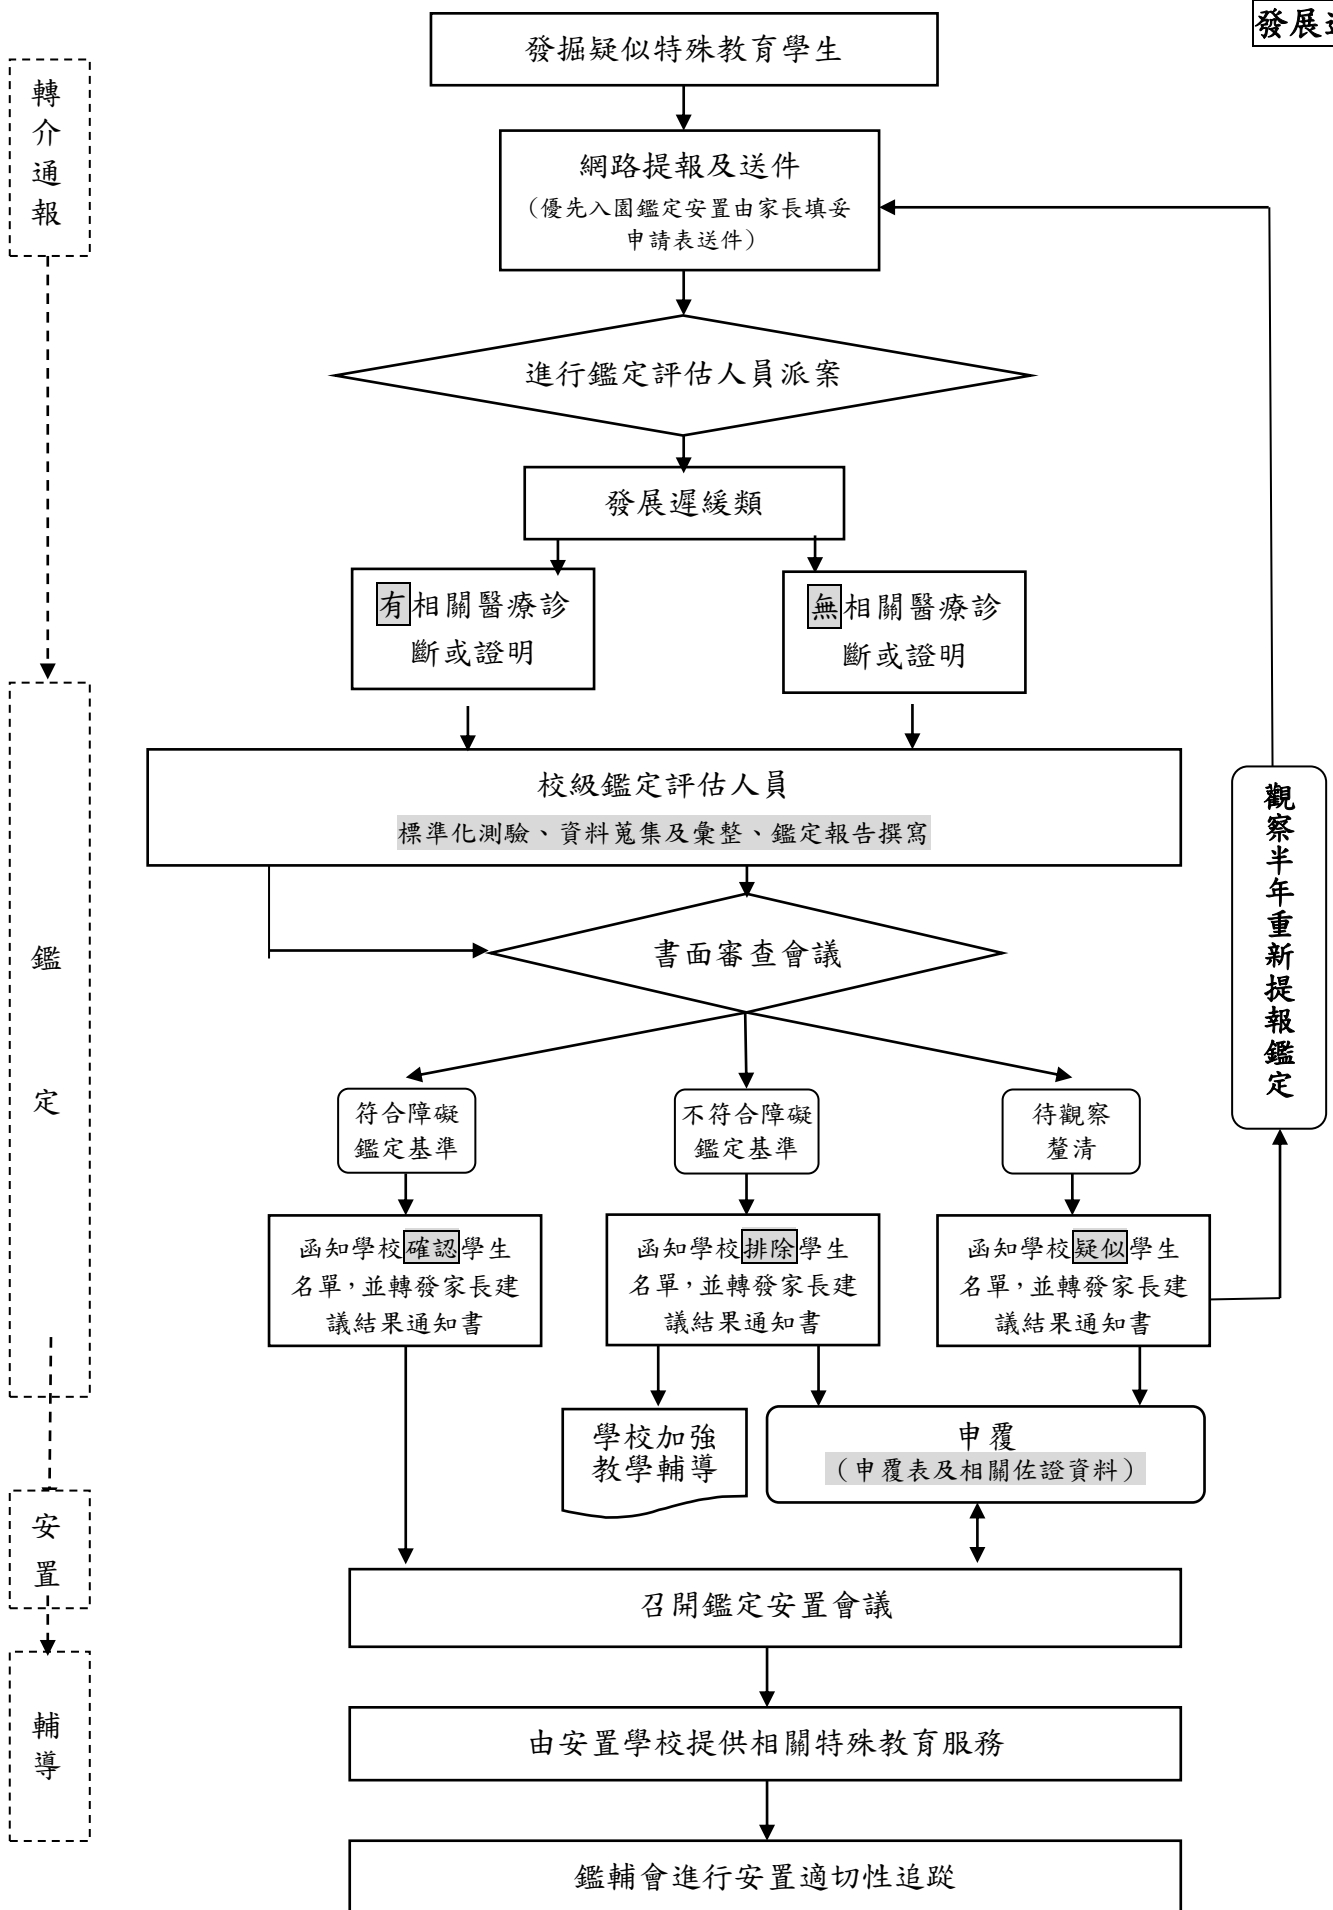 發展
發掘疑似特殊教育學生
轉介通報
網路提報及送件
（優先入園鑑定安置由家長填妥
申請表送件）
進行鑑定評估人員派案
發展遲緩類
有相關醫療診
斷或證明
無相關醫療診
斷或證明
校級鑑定評估人員
標準化測驗、資料蒐集及彙整、鑑定報告撰寫
觀察半年重新提報鑑定
鑑定
書面審查會議
符合障礙
鑑定基準
不符合障礙
鑑定基準
待觀察
釐清
函知學校確認學生
名單，並轉發家長建
議結果通知書
函知學校排除學生
名單，並轉發家長建
議結果通知書
函知學校疑似學生
名單，並轉發家長建
議結果通知書
學校加強
教學輔導
申覆
（申覆表及相關佐證資料）
安置
召開鑑定安置會議
輔導
由安置學校提供相關特殊教育服務
鑑輔會進行安置適切性追蹤